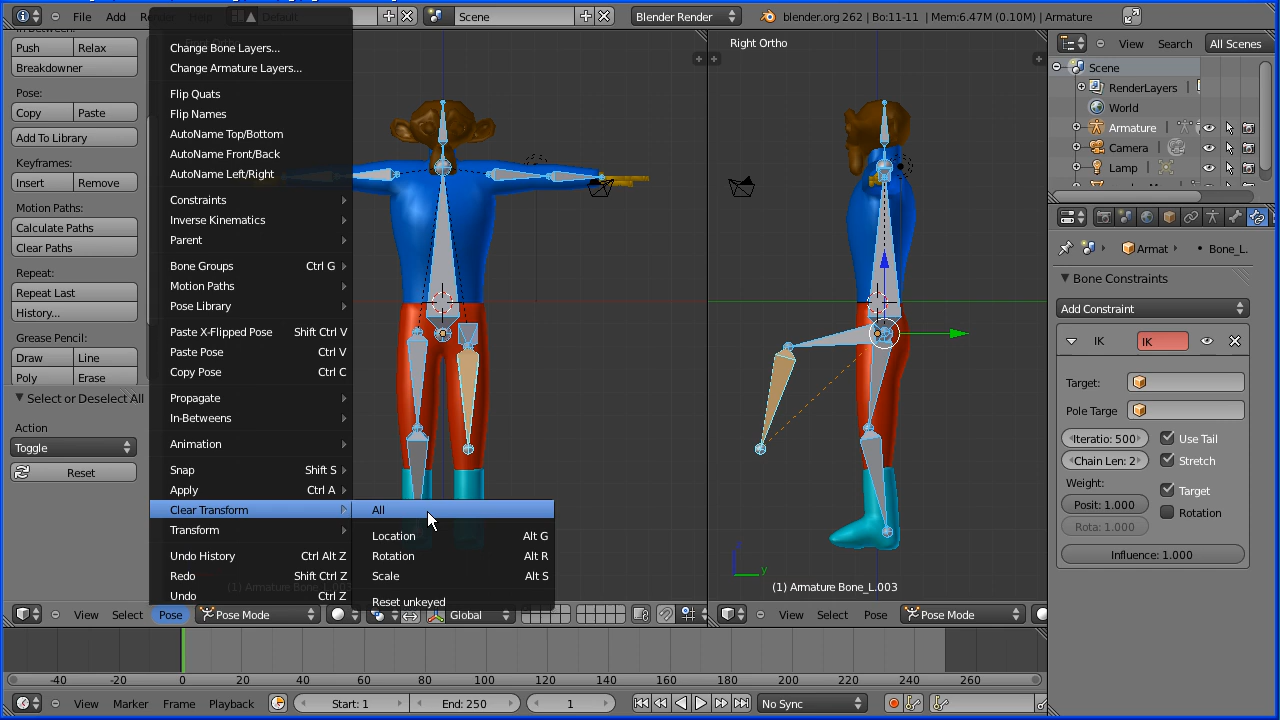 File Add Re Default Scene Blender Render blender.org 262 | Bo:11-11 | Mem:6.47M (0.10M) | Armature
Push Relax
Breakdowner
Pose:
Copy Paste
Add To Library
Keyframes:
Insert Remove
Motion Paths:
Calculate Paths
Clear Paths
Repeat:
Repeat Last
History...
Grease Pencil:
Draw Line
Poly Erase
Select or Deselect All
Action
Toggle
Reset
Change Bone Layers...
Change Armature Layers...
Flip Quats
Flip Names
AutoName Top/Bottom
AutoName Front/Back
AutoName Left/Right
Constraints
Inverse Kinematics
Parent
Bone Groups Ctrl G
Motion Paths
Pose Library
Paste X-Flipped Pose Shift Ctrl V
Paste Pose Ctrl V
Copy Pose Ctrl C
Propagate
In-Betweens
Animation
Snap Shift S
Apply Ctrl A
Clear Transform
Transform
Undo History Ctrl Alt Z
Redo Shift Ctrl Z
Undo Ctrl Z
All
Location Alt G
Rotation Alt R
Scale Alt S
Reset unkeyed
Right Ortho
y
(1) Armature Bone_L.003
View Select Pose Pose Mode Global
View Select Pose Pose Mode
View Search All Scenes
Scene
RenderLayers
World
Armature
Camera
Lamp
Armat Bone_L.
Bone Constraints
Add Constraint
IK IK
Target:
Pole Targe
Iteratio: 500 Use Tail
Chain Len: 2 Stretch
Weight:
Posit: 1.000 Target
Rota: 1.000 Rotation
Influence: 1.000
-40 -20 0 20 40 60 80 100 120 140 160 180 200 220 240 260
View Marker Frame Playback Start: 1 End: 250 1 No Sync